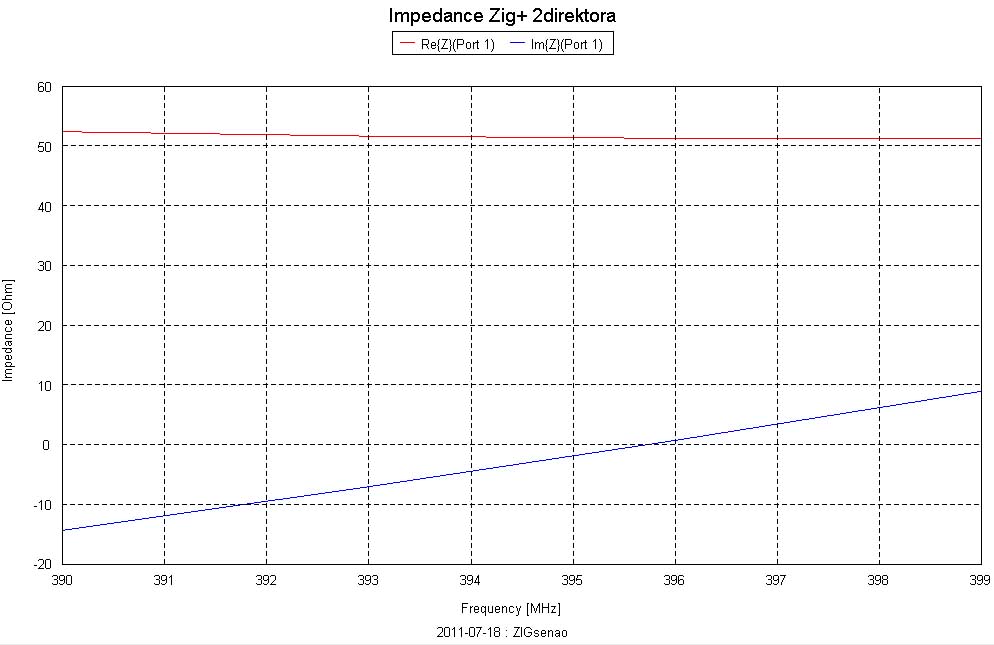 Impedance Zig+ 2direktora
Re{Z}(Port 1) Im{Z}(Port 1)
60
50
40
30
20
10
0
-10
-20
Impedance [Ohm]
390 391 392 393 394 395 396 397 398 399
Frequency [MHz]
2011-07-18 : ZIGsenao